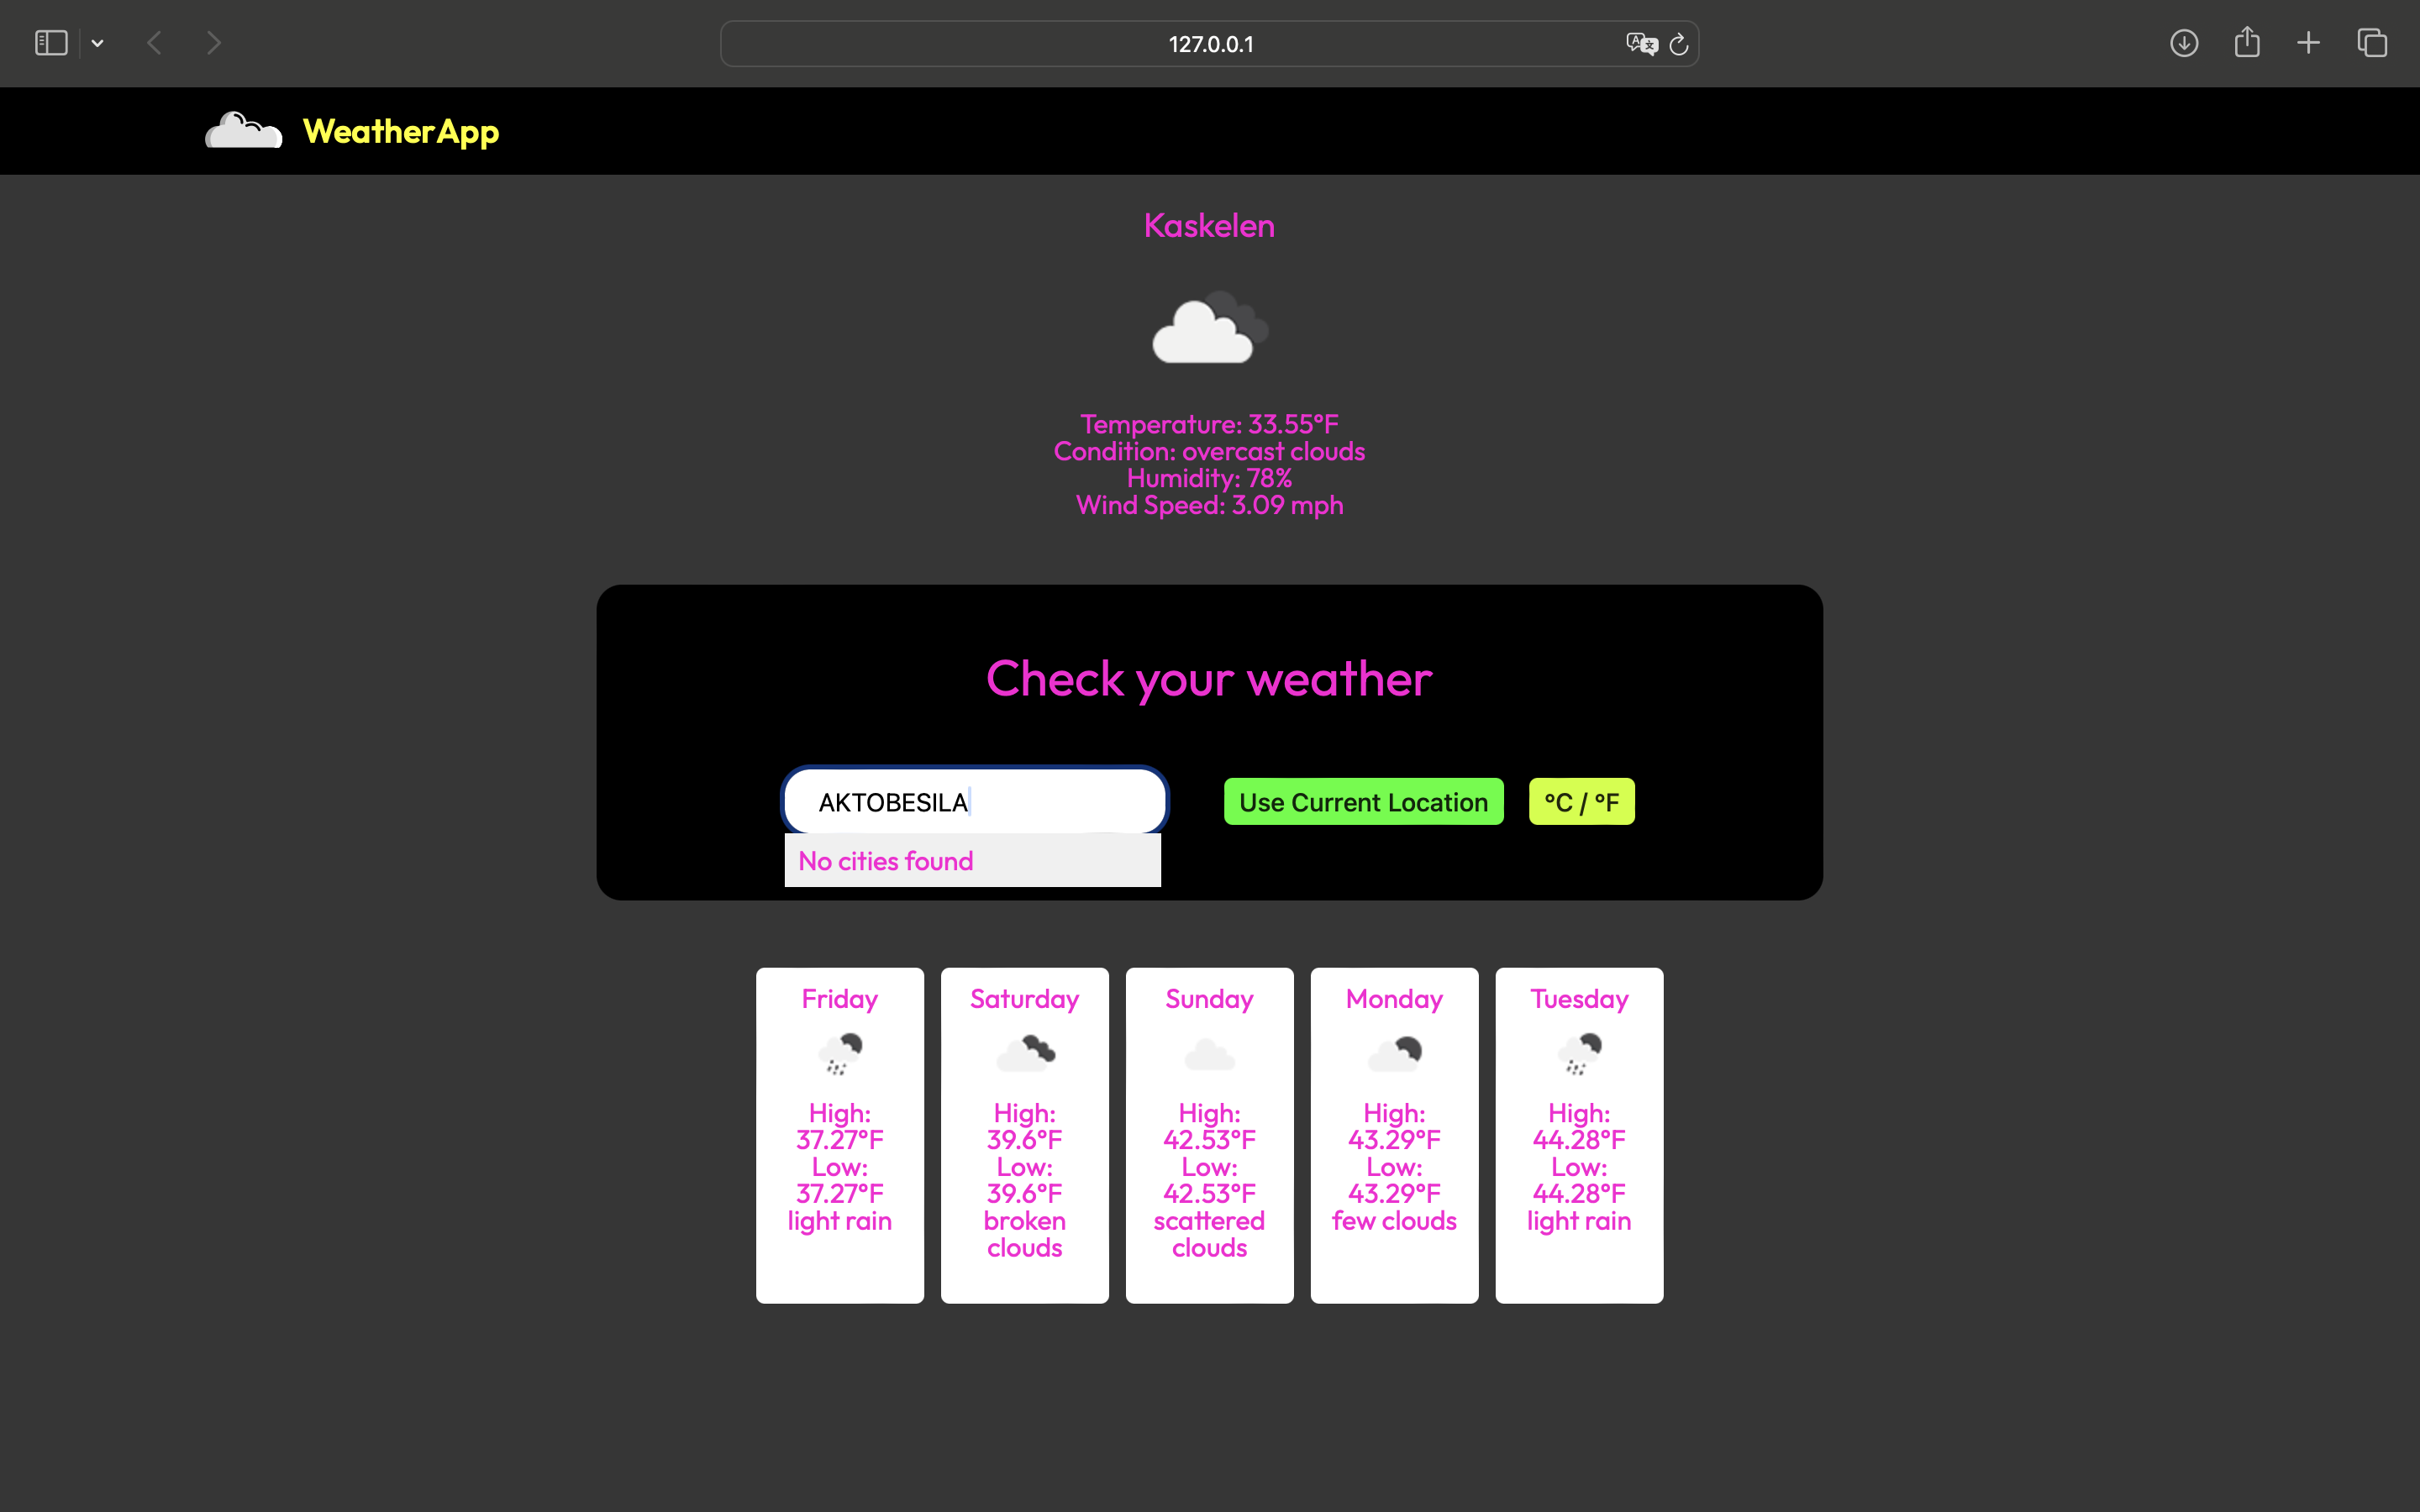 127.0.0.1
WeatherApp
Kaskelen
Temperature: 33.55°F
Condition: overcast clouds
Humidity: 78%
Wind Speed: 3.09 mph
Check your weather
AKTOBESILA
Use Current Location
°C / °F
No cities found
Friday
High:
37.27°F
Low:
37.27°F
light rain
Saturday
High:
39.6°F
Low:
39.6°F
broken
clouds
Sunday
High:
42.53°F
Low:
42.53°F
scattered
clouds
Monday
High:
43.29°F
Low:
43.29°F
few clouds
Tuesday
High:
44.28°F
Low:
44.28°F
light rain